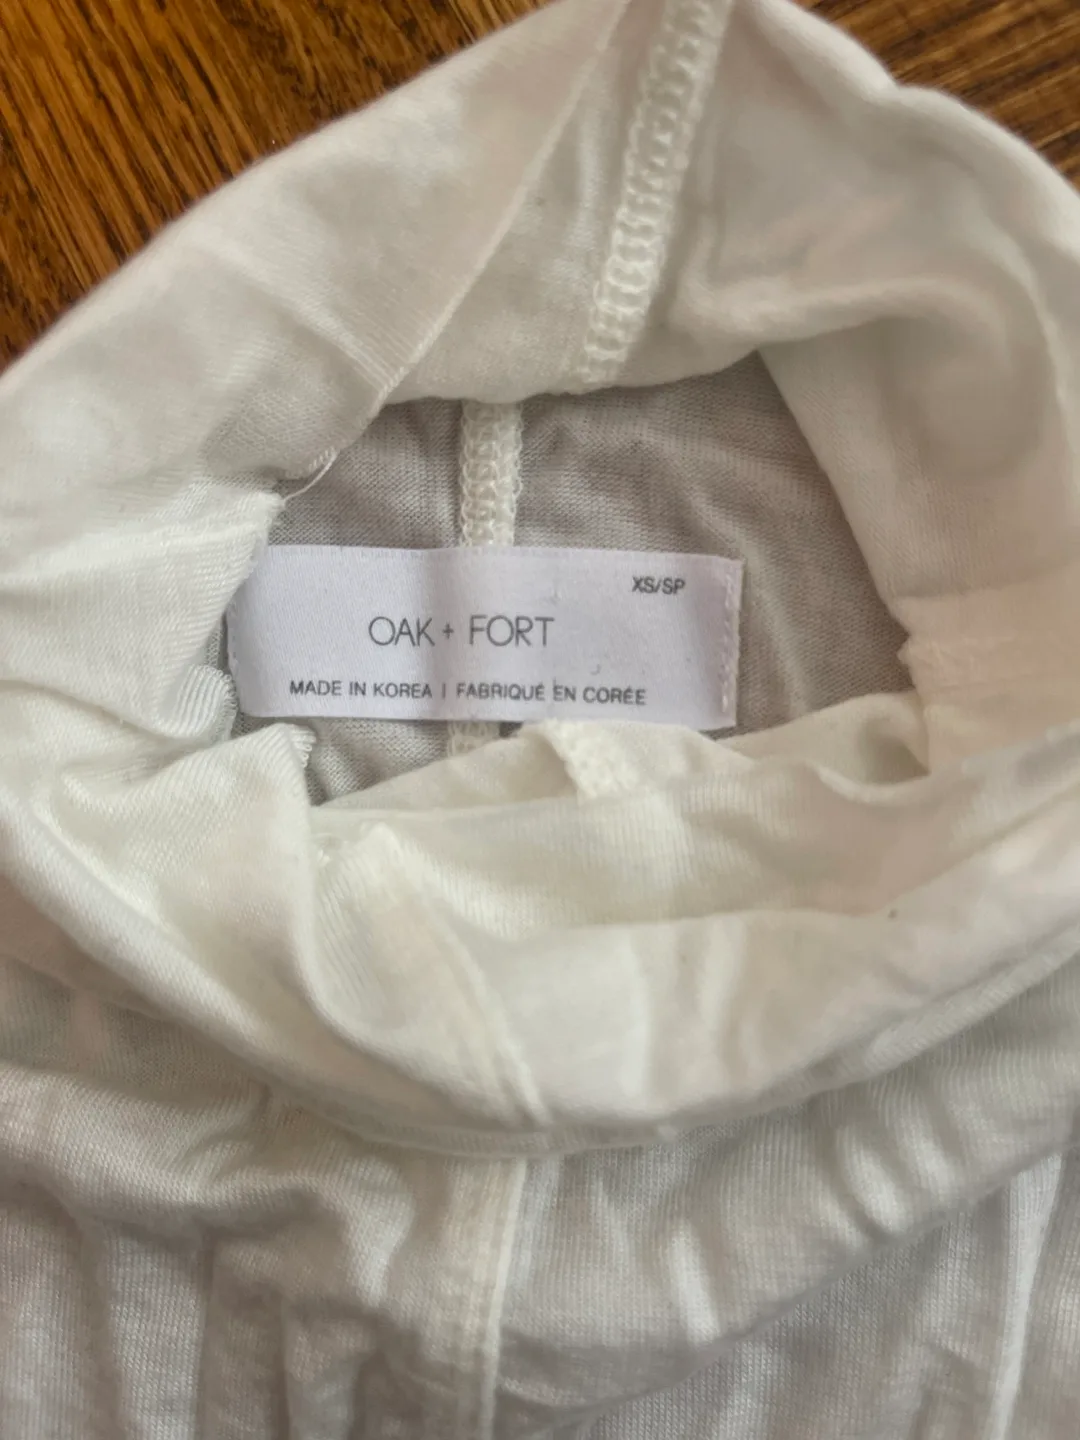 XS/SP
OAK + FORT
MADE IN KOREA | FABRIQUÉ EN CORÉE